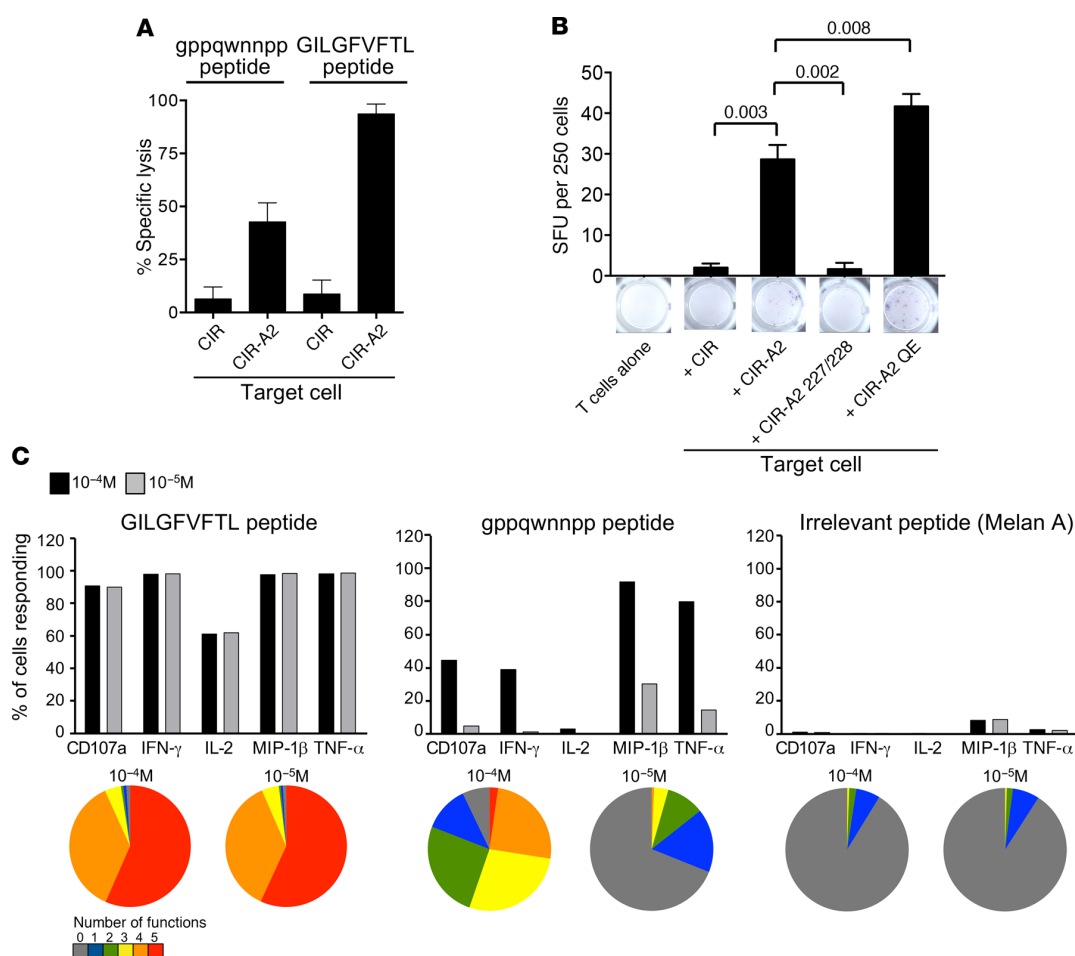 A
gppqwnnpp peptide
GILGFVFTL peptide
% Specific lysis
100
75
50
25
0
CIR
CIR-A2
CIR
CIR-A2
Target cell
B
0.008
0.002
0.003
SFU per 250 cells
50
40
30
20
10
0
T cells alone
+ CIR
+ CIR-A2
+ CIR-A2 227/228
+ CIR-A2 QE
Target cell
C
10⁻⁴M
10⁻⁵M
GILGFVFTL peptide
% of cells responding
120
100
80
60
40
20
0
CD107a IFN-γ IL-2 MIP-1β TNF-α
10⁻⁴M
10⁻⁵M
gppqwnnpp peptide
120
100
80
60
40
20
0
CD107a IFN-γ IL-2 MIP-1β TNF-α
10⁻⁴M
10⁻⁵M
Irrelevant peptide (Melan A)
120
100
80
60
40
20
0
CD107a IFN-γ IL-2 MIP-1β TNF-α
10⁻⁴M
10⁻⁵M
Number of functions
0 1 2 3 4 5